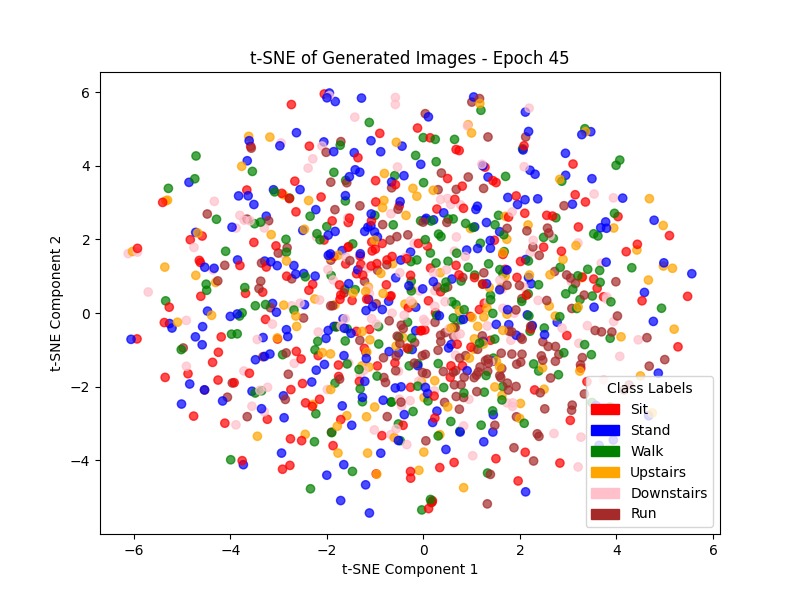 t-SNE of Generated Images - Epoch 45
6
4
2
0
−2
−4
t-SNE Component 2
Class Labels
Sit
Stand
Walk
Upstairs
Downstairs
Run
−6 −4 −2 0 2 4 6
t-SNE Component 1